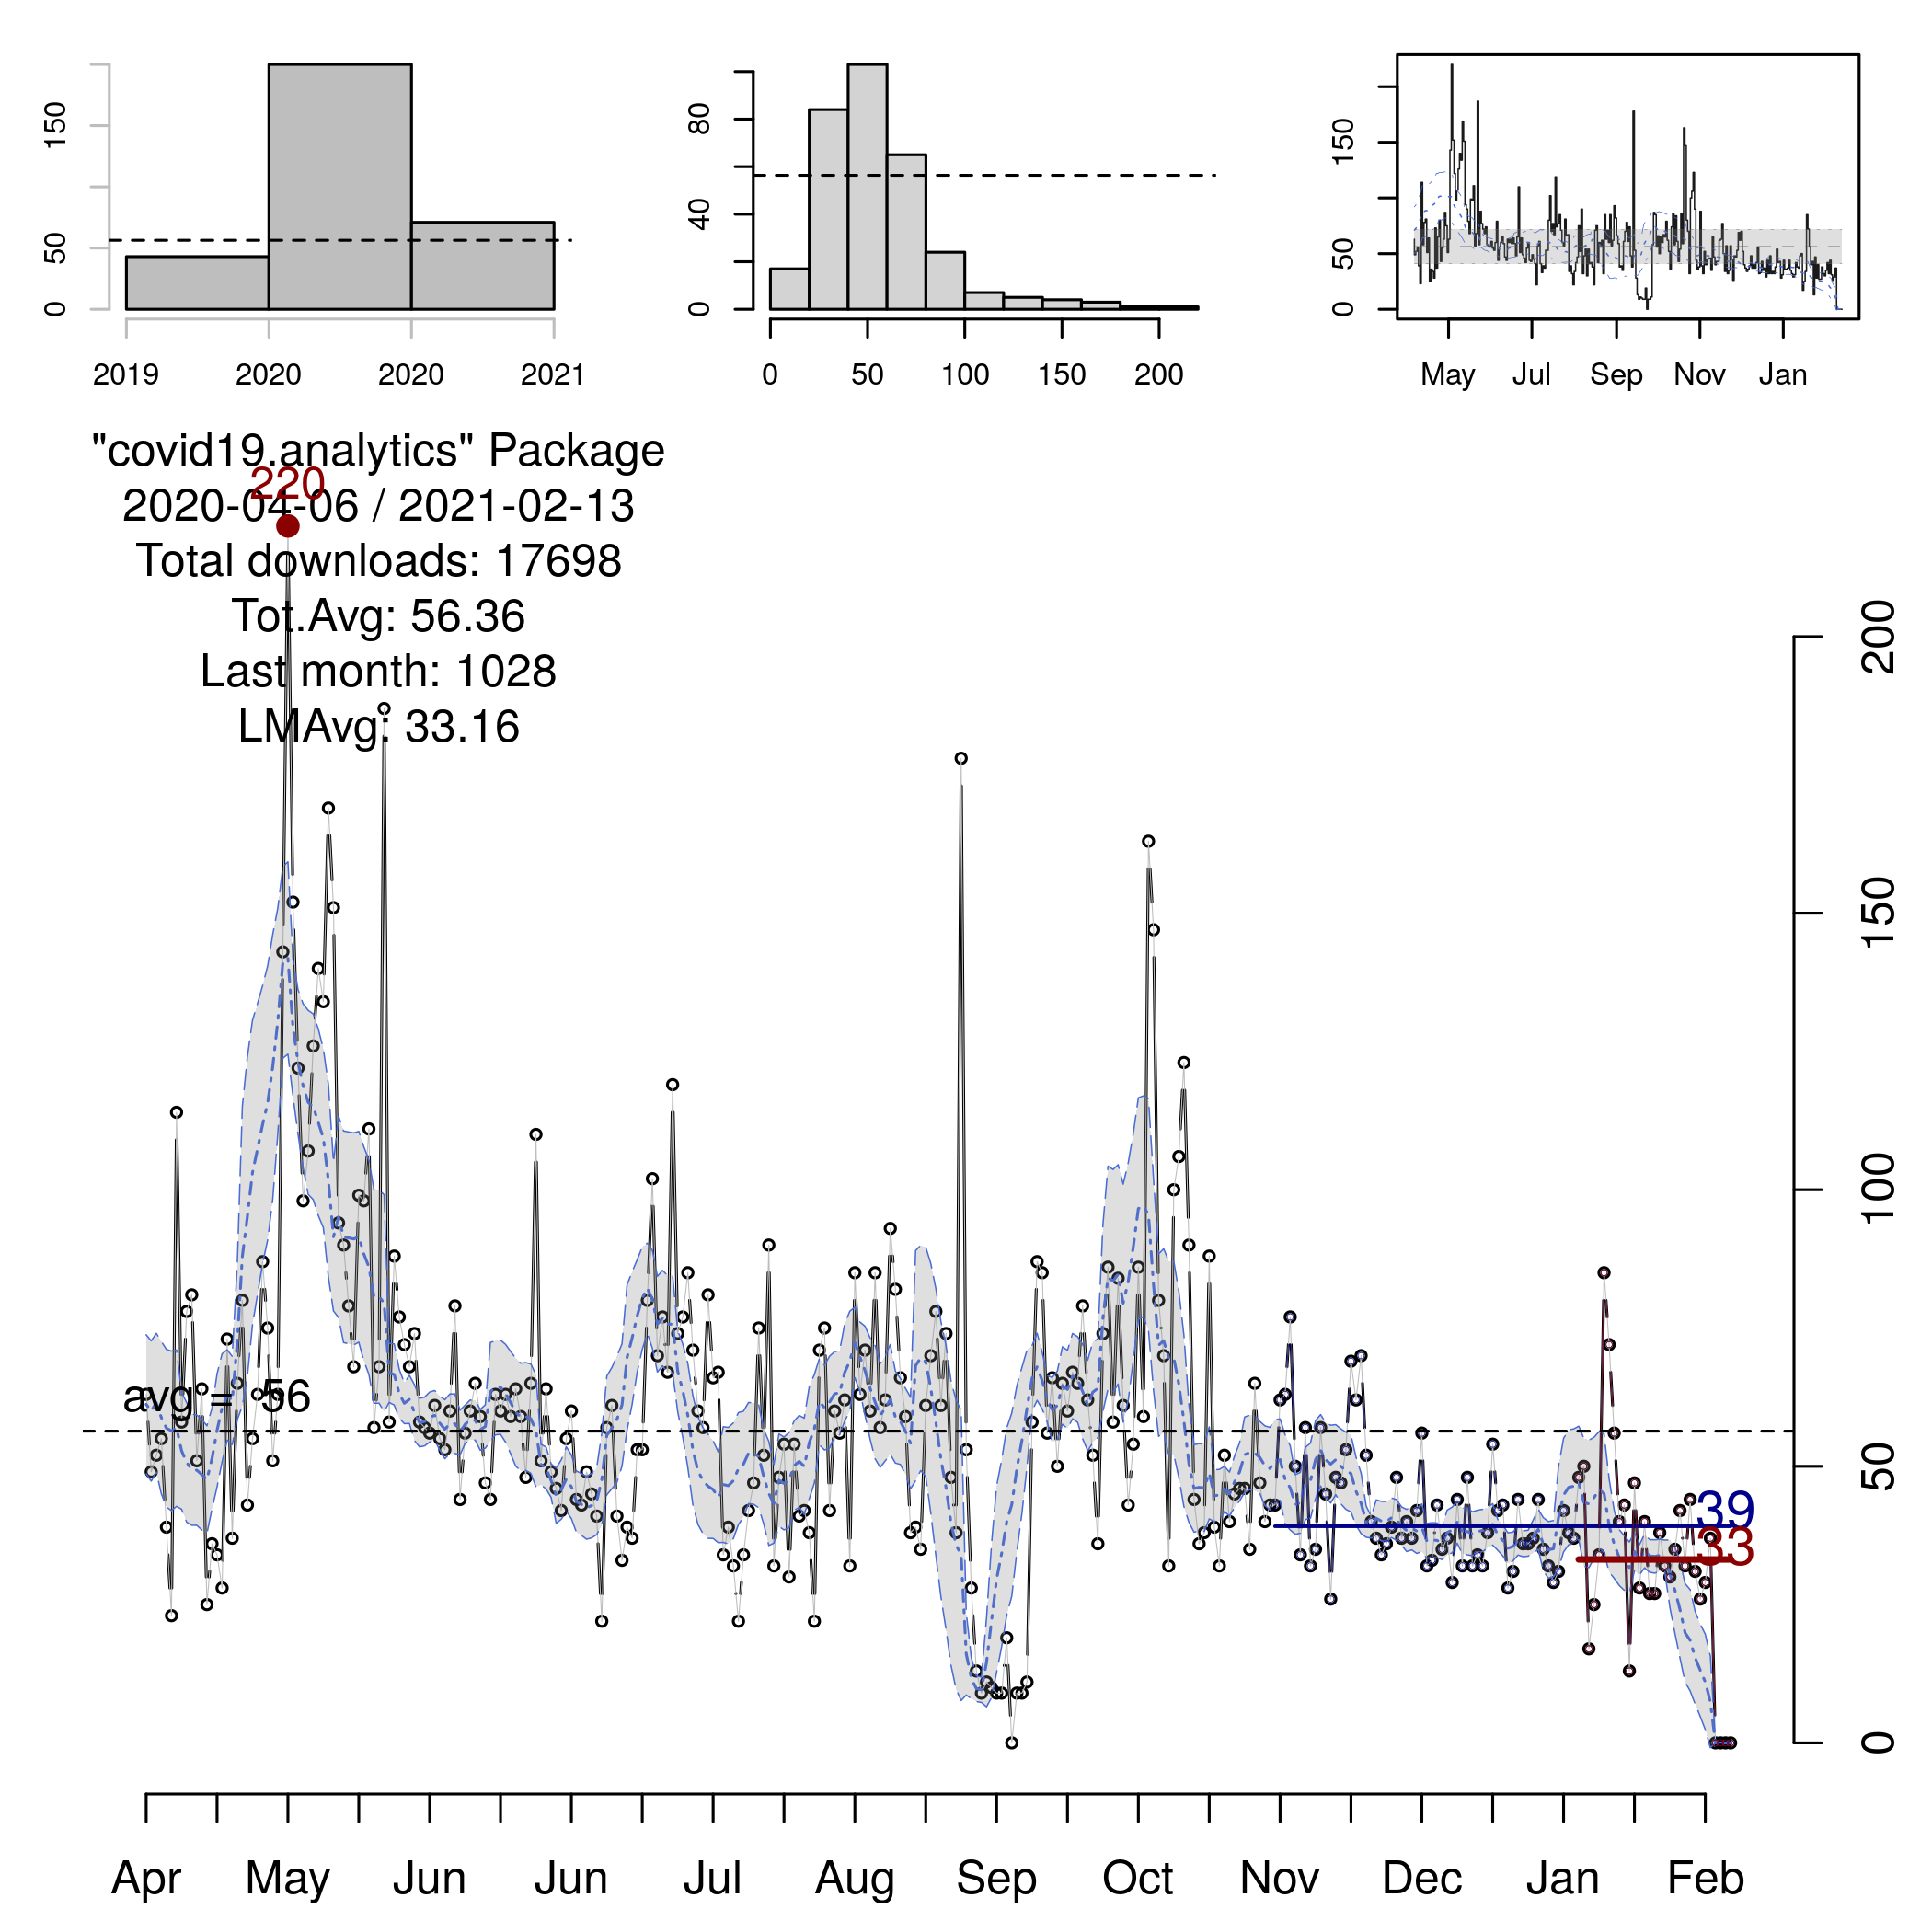 150
50
0
2019 2020 2020 2021
80
40
0
0 50 100 150 200
150
50
0
May Jul Sep Nov Jan
"covid19.analytics" Package
220
2020-04-06 / 2021-02-13
Total downloads: 17698
Tot.Avg: 56.36
Last month: 1028
LMAvg: 33.16
avg = 56
39
33
200
150
100
50
0
Apr May Jun Jun Jul Aug Sep Oct Nov Dec Jan Feb